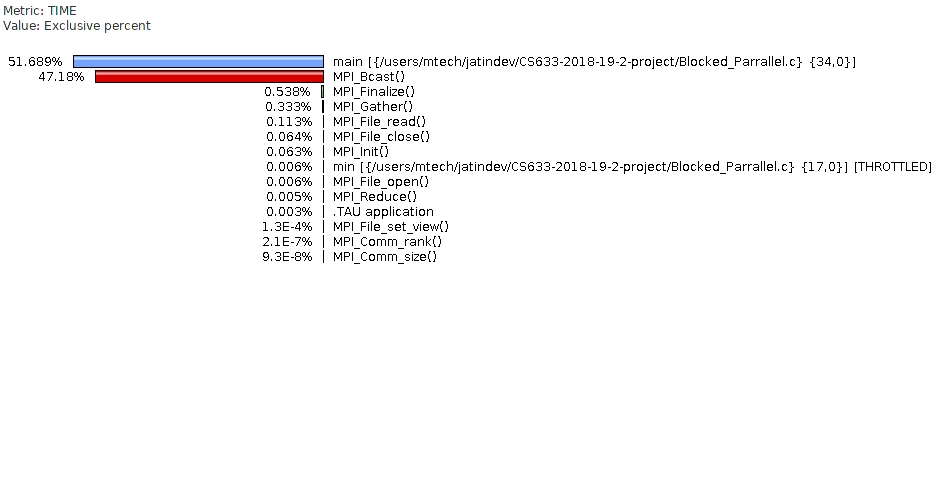 Metric: TIME
Value: Exclusive percent
51.689% main [{/users/mtech/jatindev/CS633-2018-19-2-project/Blocked_Parrallel.c} {34,0}]
47.18% MPI_Bcast()
0.538% MPI_Finalize()
0.333% MPI_Gather()
0.113% MPI_File_read()
0.064% MPI_File_close()
0.063% MPI_Init()
0.006% min [{/users/mtech/jatindev/CS633-2018-19-2-project/Blocked_Parrallel.c} {17,0}] [THROTTLED]
0.006% MPI_File_open()
0.005% MPI_Reduce()
0.003% .TAU application
1.3E-4% MPI_File_set_view()
2.1E-7% MPI_Comm_rank()
9.3E-8% MPI_Comm_size()